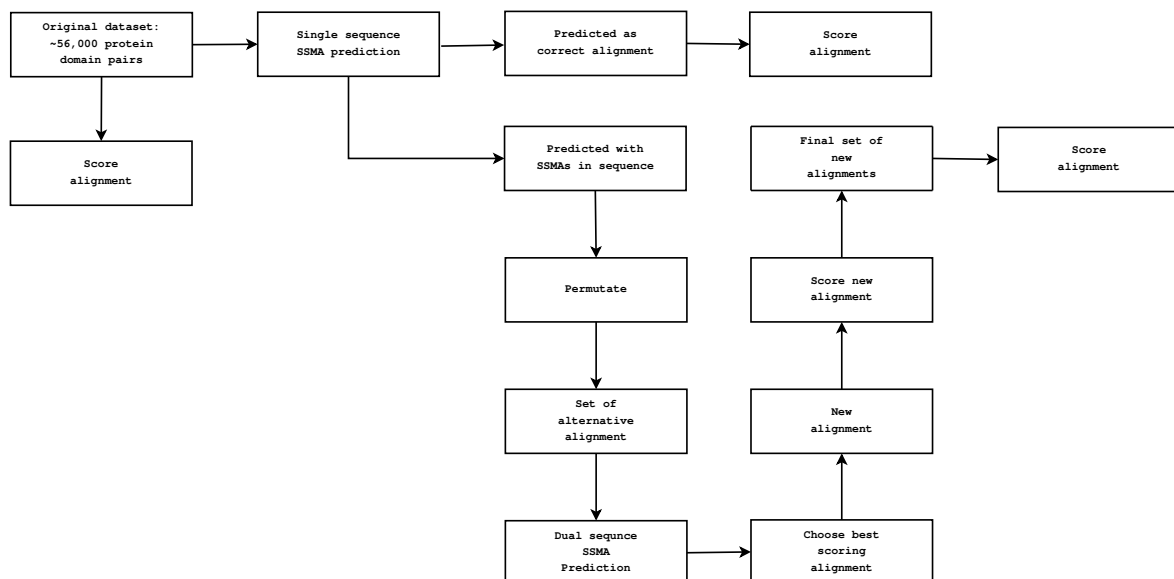 Original dataset:
~56,000 protein
domain pairs
Single sequence
SSMA prediction
Predicted as
correct alignment
Score
alignment
Score
alignment
Predicted with
SSMAs in sequence
Final set of
new
alignments
Score
alignment
Permutate
Score new
alignment
Set of
alternative
alignment
New
alignment
Dual sequnce
SSMA
Prediction
Choose best
scoring
alignment